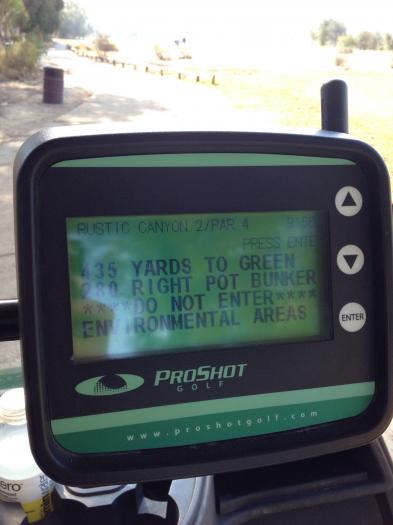 RUSTIC CANYON 2/PAR 4
PRESS ENTE
435 YARDS TO GREEN
280 RIGHT POT BUNKER
****DO NOT ENTER****
ENVIRONMENTAL AREAS
ENTER
PROSHOT
GOLF
www.proshotgolf.com